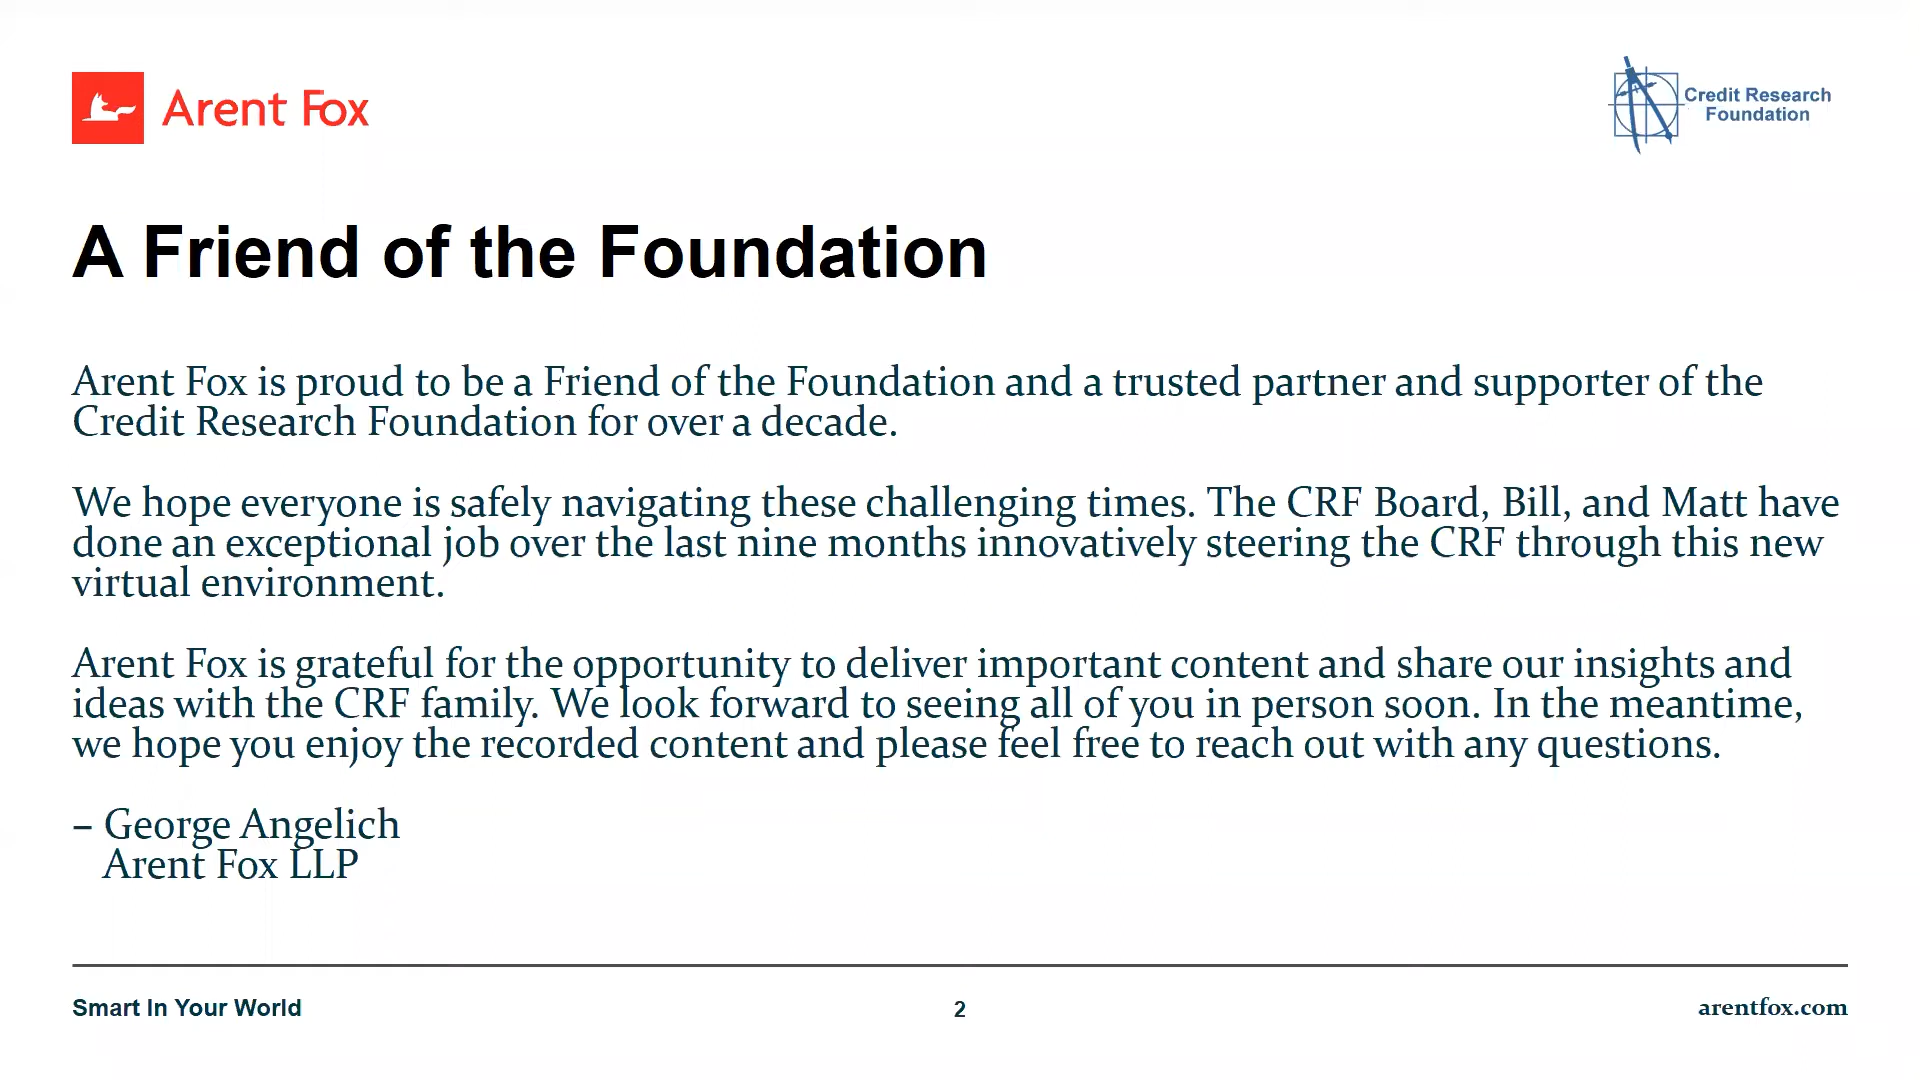 Arent Fox
Credit Research
Foundation
A Friend of the Foundation
Arent Fox is proud to be a Friend of the Foundation and a trusted partner and supporter of the
Credit Research Foundation for over a decade.
We hope everyone is safely navigating these challenging times. The CRF Board, Bill, and Matt have
done an exceptional job over the last nine months innovatively steering the CRF through this new
virtual environment.
Arent Fox is grateful for the opportunity to deliver important content and share our insights and
ideas with the CRF family. We look forward to seeing all of you in person soon. In the meantime,
we hope you enjoy the recorded content and please feel free to reach out with any questions.
– George Angelich
Arent Fox LLP
Smart In Your World
2
arentfox.com